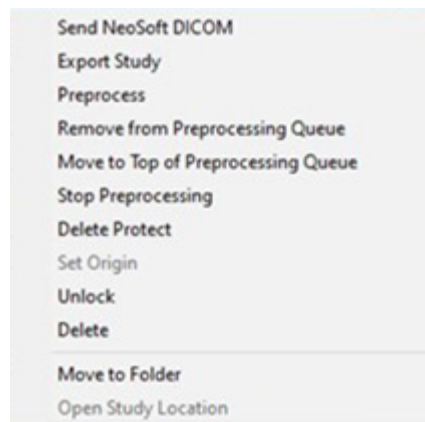 Send NeoSoft DICOM
Export Study
Preprocess
Remove from Preprocessing Queue
Move to Top of Preprocessing Queue
Stop Preprocessing
Delete Protect
Set Origin
Unlock
Delete
Move to Folder
Open Study Location